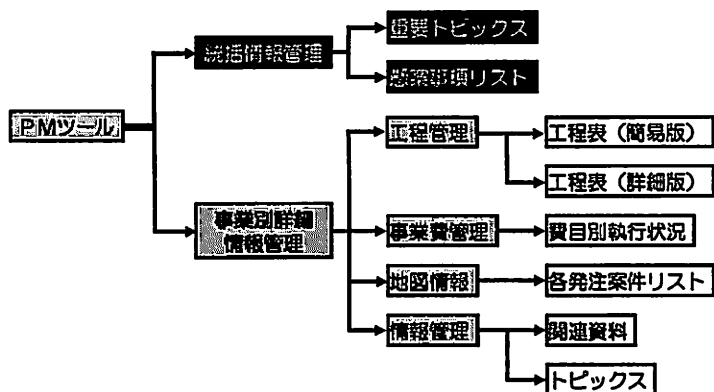 重要トピックス
統括情報管理
懸案事項リスト
PMツール
工程管理
工程表（簡易版）
工程表（詳細版）
事業別詳細
情報管理
事業費管理
費目別執行状況
地図情報
各発注案件リスト
情報管理
関連資料
トピックス